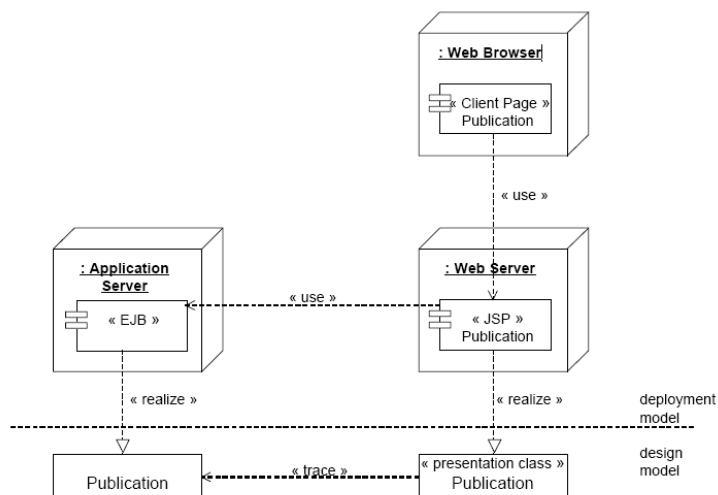 : Web Browser
« Client Page »
Publication
« use »
: Application
Server
: Web Server
« use »
« EJB »
« JSP »
Publication
« realize »
« realize »
deployment
model
design
model
« presentation class »
« trace »
Publication
Publication